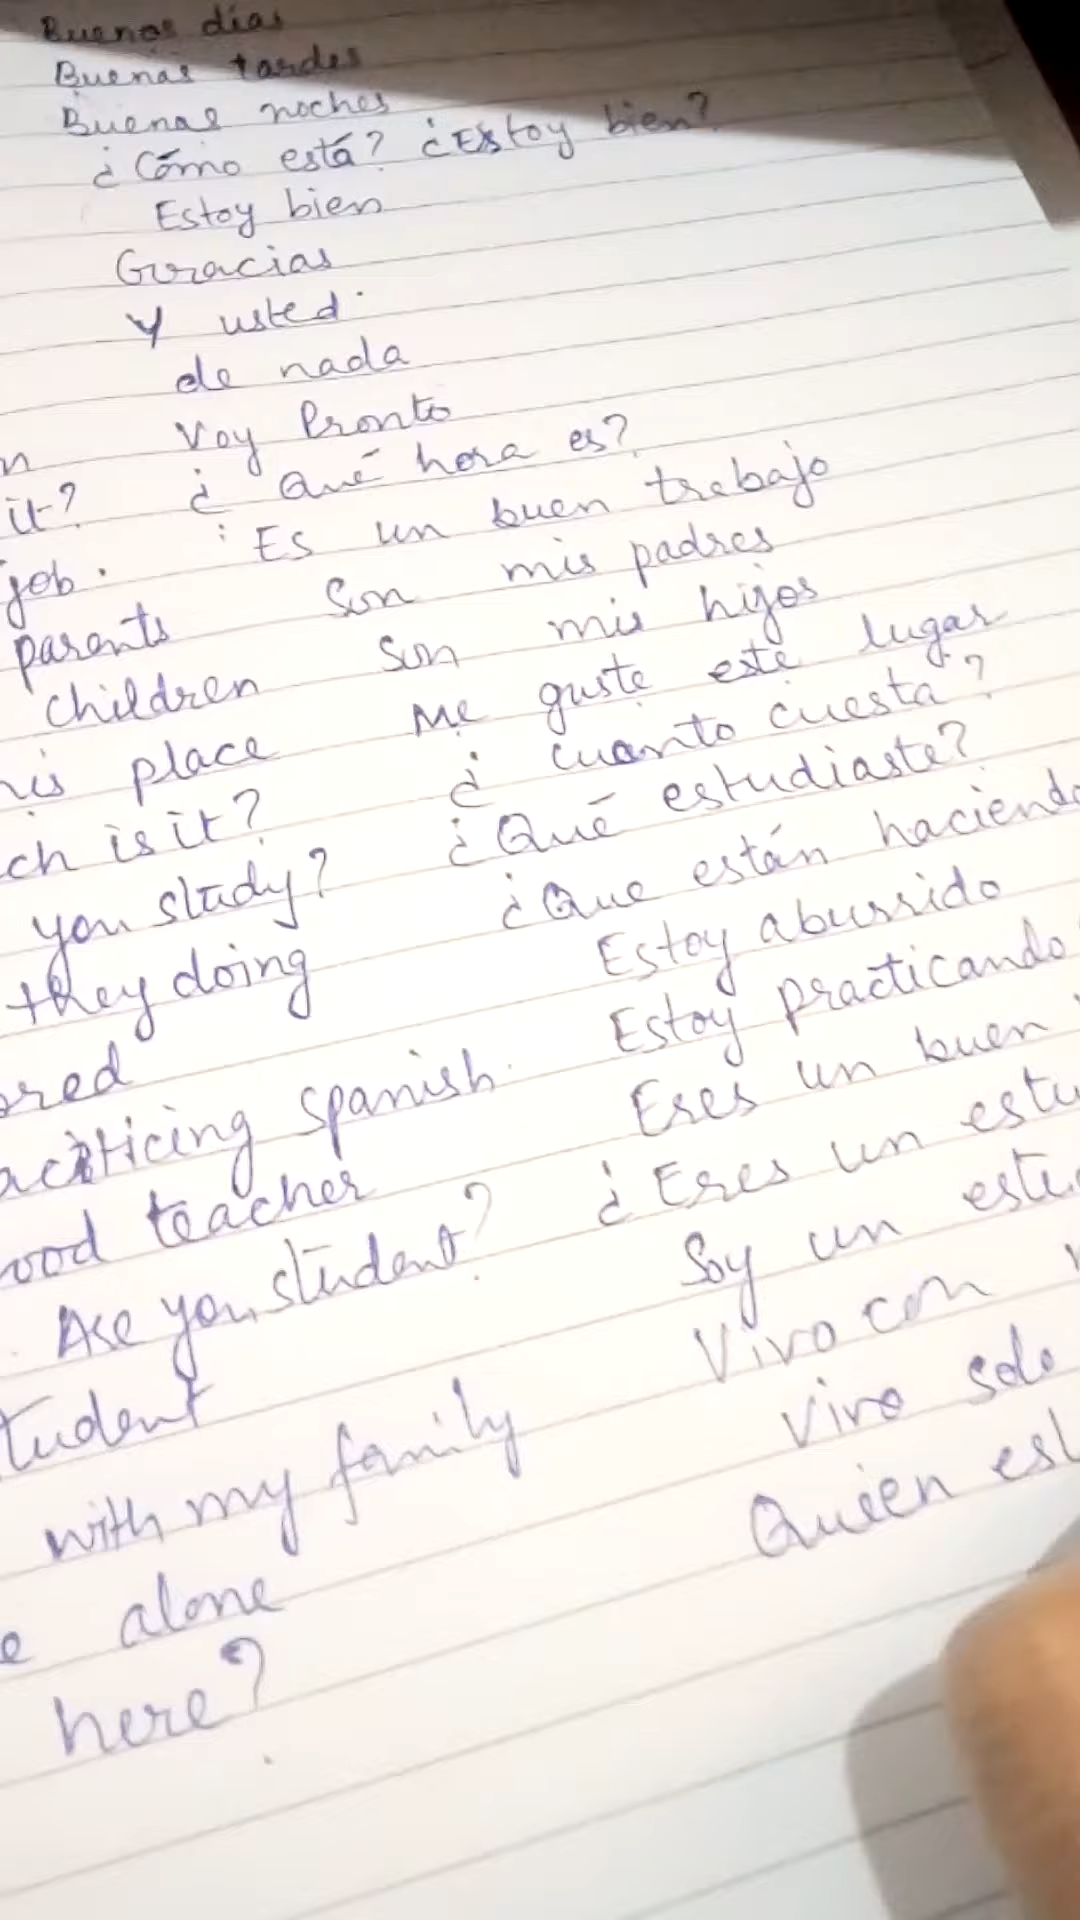 Buenos días
Buenas tardes
Buenas noches
¿Cómo está? ¿Estoy bien?
Estoy bien
Gracias
Y usted.
de nada
Voy Pronto
it? ¿Qué hora es?
job. Es un buen trabajo
parents Son mis padres
children Son mis hijos
place Me guste este lugar
is it? ¿cuanto cuesta?
you study? ¿Qué estudiaste?
they doing ¿Que están haciendo
Estoy aburrido
Spanish. Estoy practicando
teacher Eres un buen
Are you student? ¿Eres un
Soy un
with my family Vivo con
alone Vivo solo
here? Quien